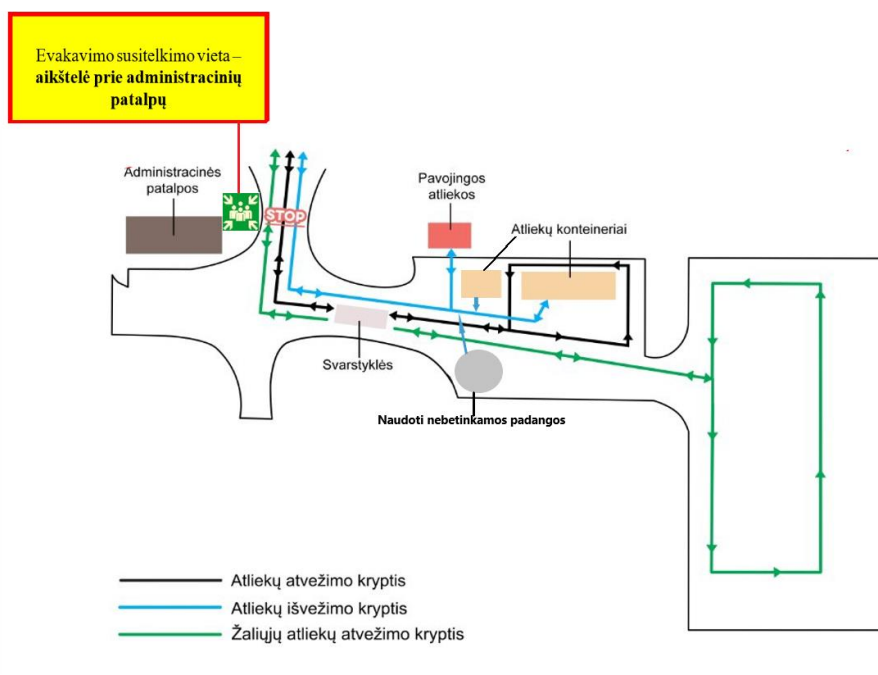 Evakavimo susitelkimo vieta –
aikštelė prie administracinių
patalpų
Administracinės
patalpos
STOP
Pavojingos
atliekos
Atliekų konteineriai
Svarstyklės
Naudoti nebetinkamos padangos
Atliekų atvežimo kryptis
Atliekų išvežimo kryptis
Žaliųjų atliekų atvežimo kryptis